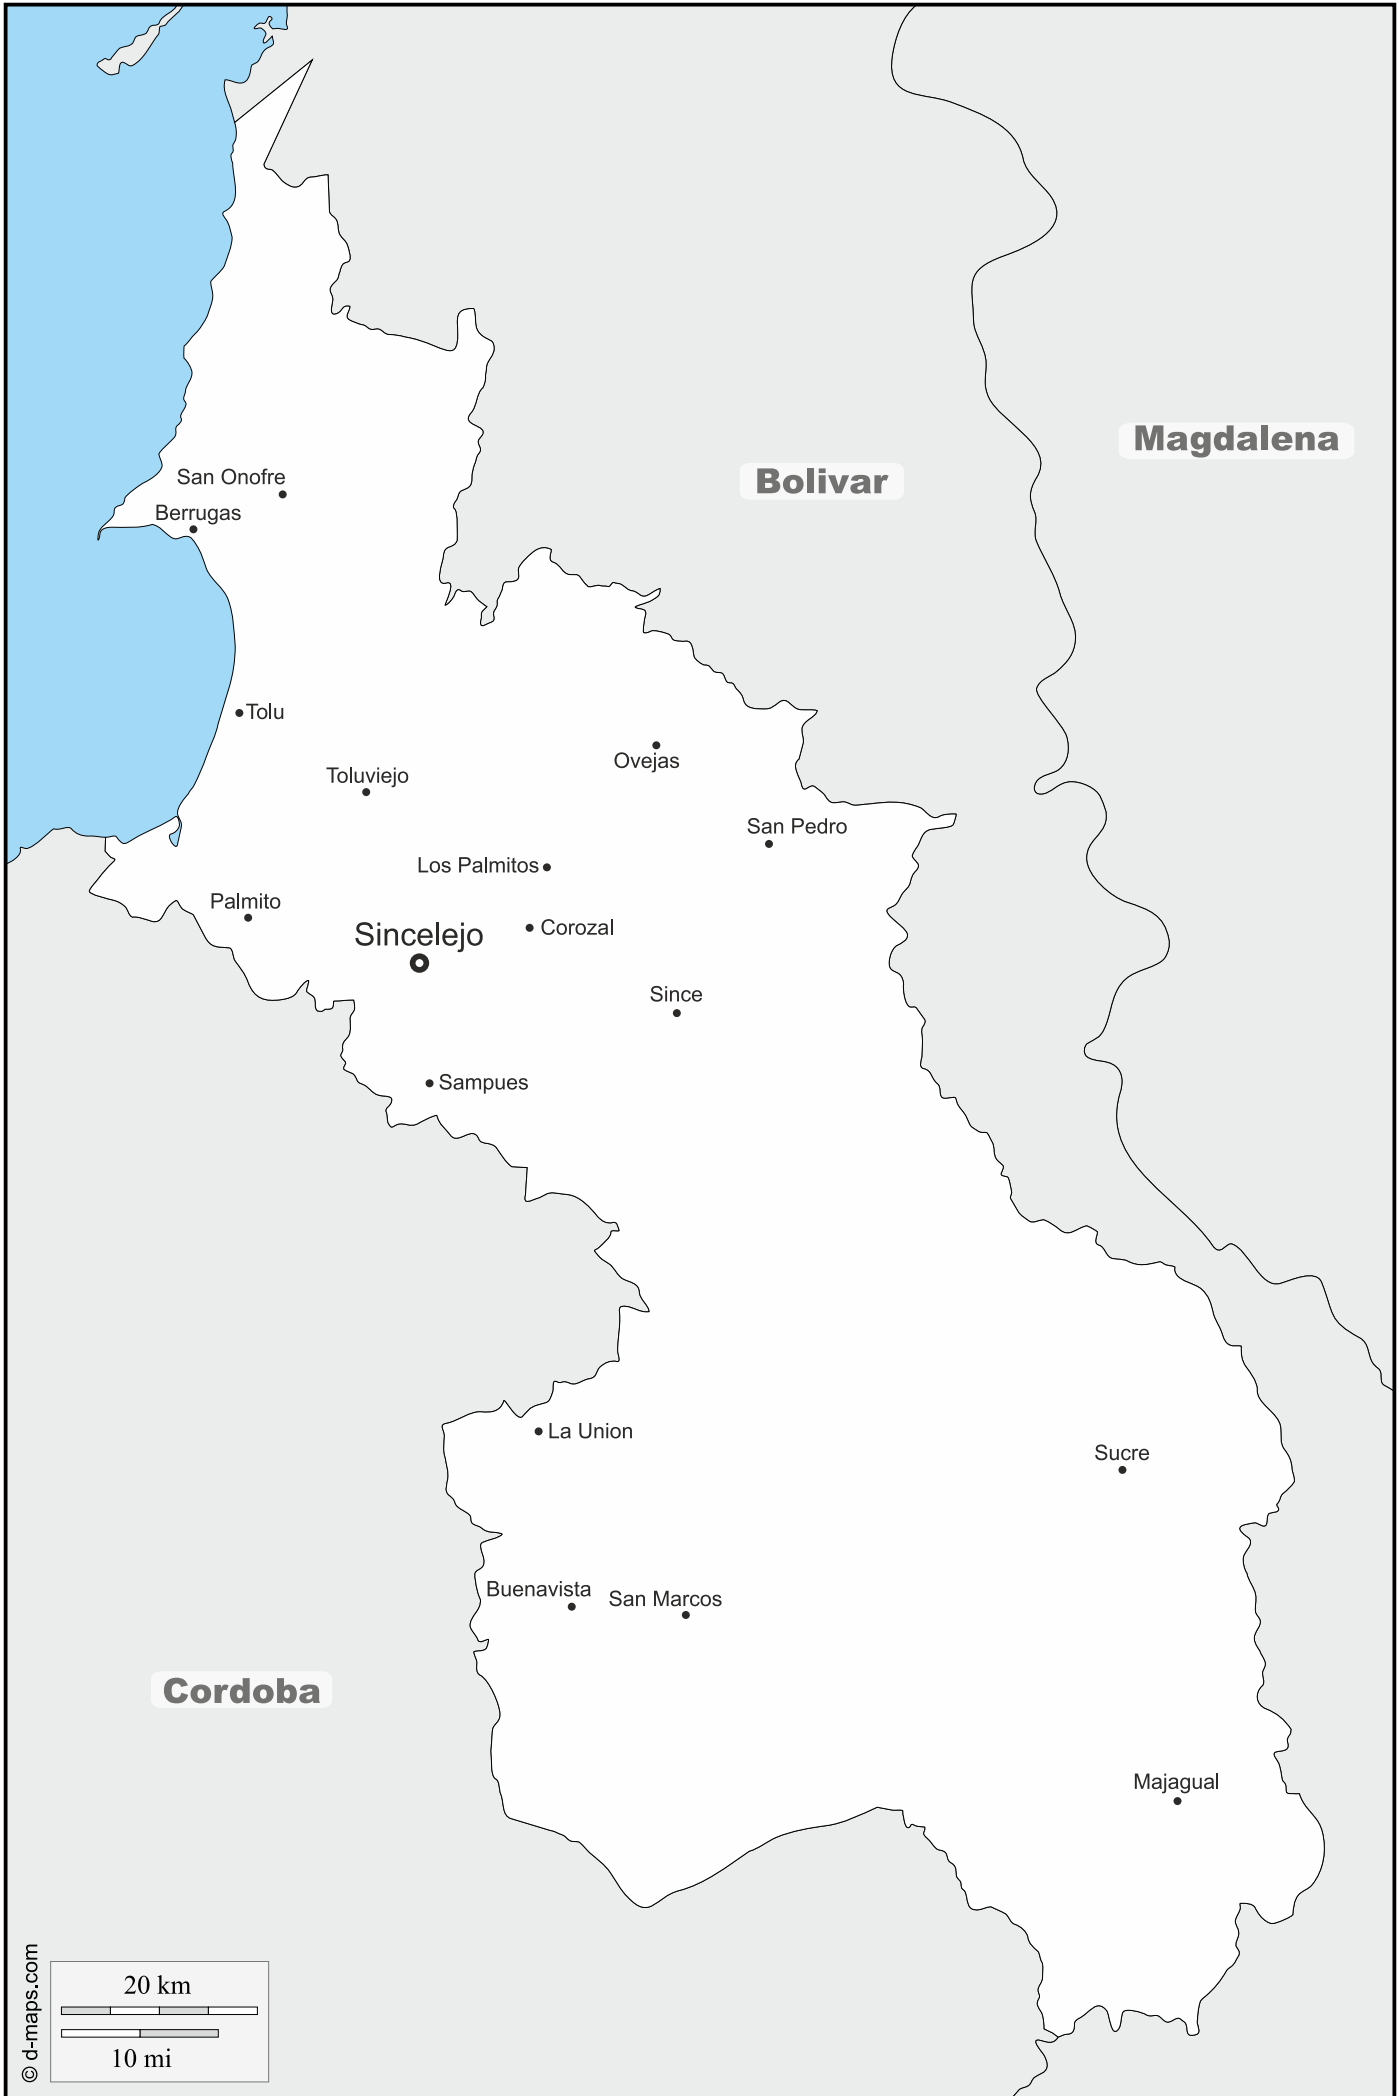 Magdalena
Bolivar
San Onofre
Berrugas
Tolu
Ovejas
Toluviejo
San Pedro
Los Palmitos
Palmito
Corozal
Sincelejo
Since
Sampues
La Union
Sucre
Buenavista
San Marcos
Cordoba
Majagual
© d-maps.com
20 km
10 mi